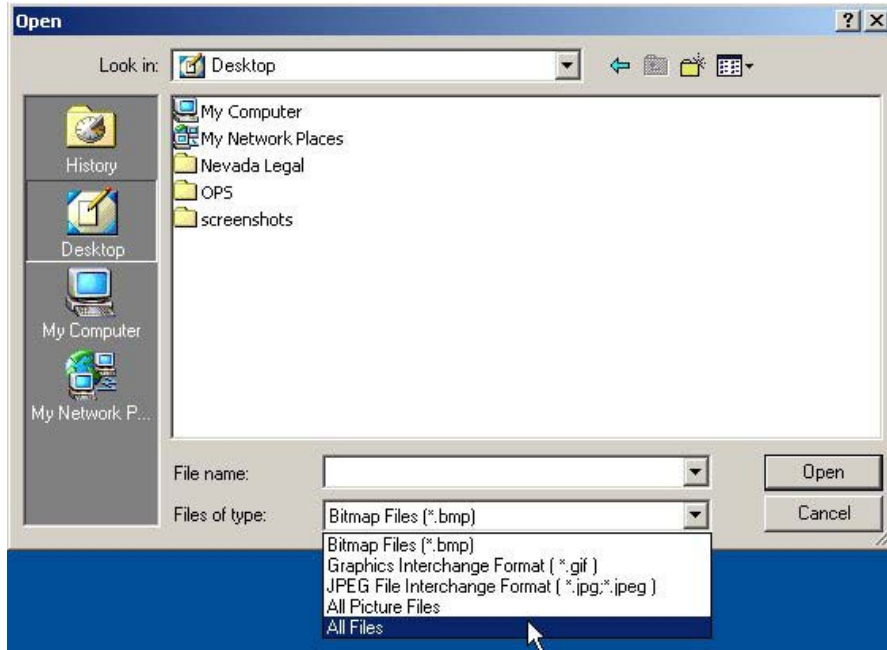 Open
Look in: Desktop
History
Desktop
My Computer
My Network P...
My Computer
My Network Places
Nevada Legal
OPS
screenshots
File name: Open
Files of type: Bitmap Files (*.bmp) Cancel
Bitmap Files (*.bmp)
Graphics Interchange Format ( *.gif )
JPEG File Interchange Format ( *.jpg;*.jpeg )
All Picture Files
All Files